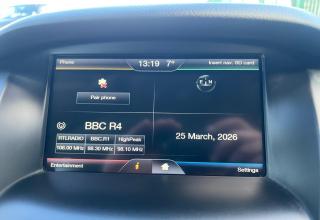 Phone
13:19
7°
Insert nav. SD card
Pair phone
BBC R4
RTLRADIO BBC.R1 HighPeak
106.00 MHz 98.30 MHz 98.10 MHz
25 March, 2026
Entertainment
Settings